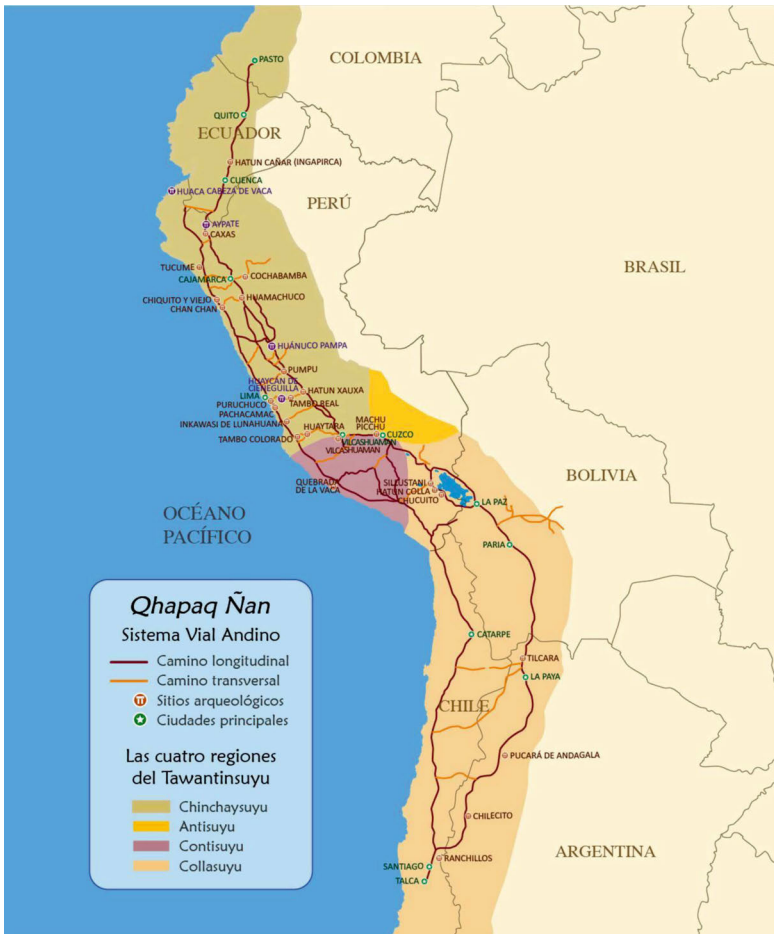 COLOMBIA
PASTO
QUITO
ECUADOR
HATUN CAÑAR (INGAPIRCA)
CUENCA
HUACA CABEZA DE VACA
PERÚ
AYPATE
CAXAS
TUCUME
COCHABAMBA
CAJAMARCA
BRASIL
CHIQUITO Y VIEJO
HUAMACHUCO
CHAN CHAN
HUÁNUCO PAMPA
PUMPU
HUAYCÁN DE
CIENEGUILLA
HATUN XAUXA
LIMA
TAMBO REAL
PURUCHUCO
PACHACAMAC
INKAWASI DE LUNAHUANA
HUAYTARA
MACHU
PICCHU
TAMBO COLORADO
CUZCO
VILCASHUAMAN
VILCASHUAMAN
QUEBRADA
DE LA VACA
SILLUSTANI
HATUN COLLA
CHUCUITO
BOLIVIA
LA PAZ
OCÉANO
PACÍFICO
PARIA
CATARPE
TILCARA
LA PAYA
CHILE
PUCARÁ DE ANDAGALA
CHILECITO
ARGENTINA
RANCHILLOS
SANTIAGO
TALCA
Qhapaq Ñan
Sistema Vial Andino
Camino longitudinal
Camino transversal
Sitios arqueológicos
Ciudades principales
Las cuatro regiones
del Tawantinsuyu
Chinchaysuyu
Antisuyu
Contisuyu
Collasuyu